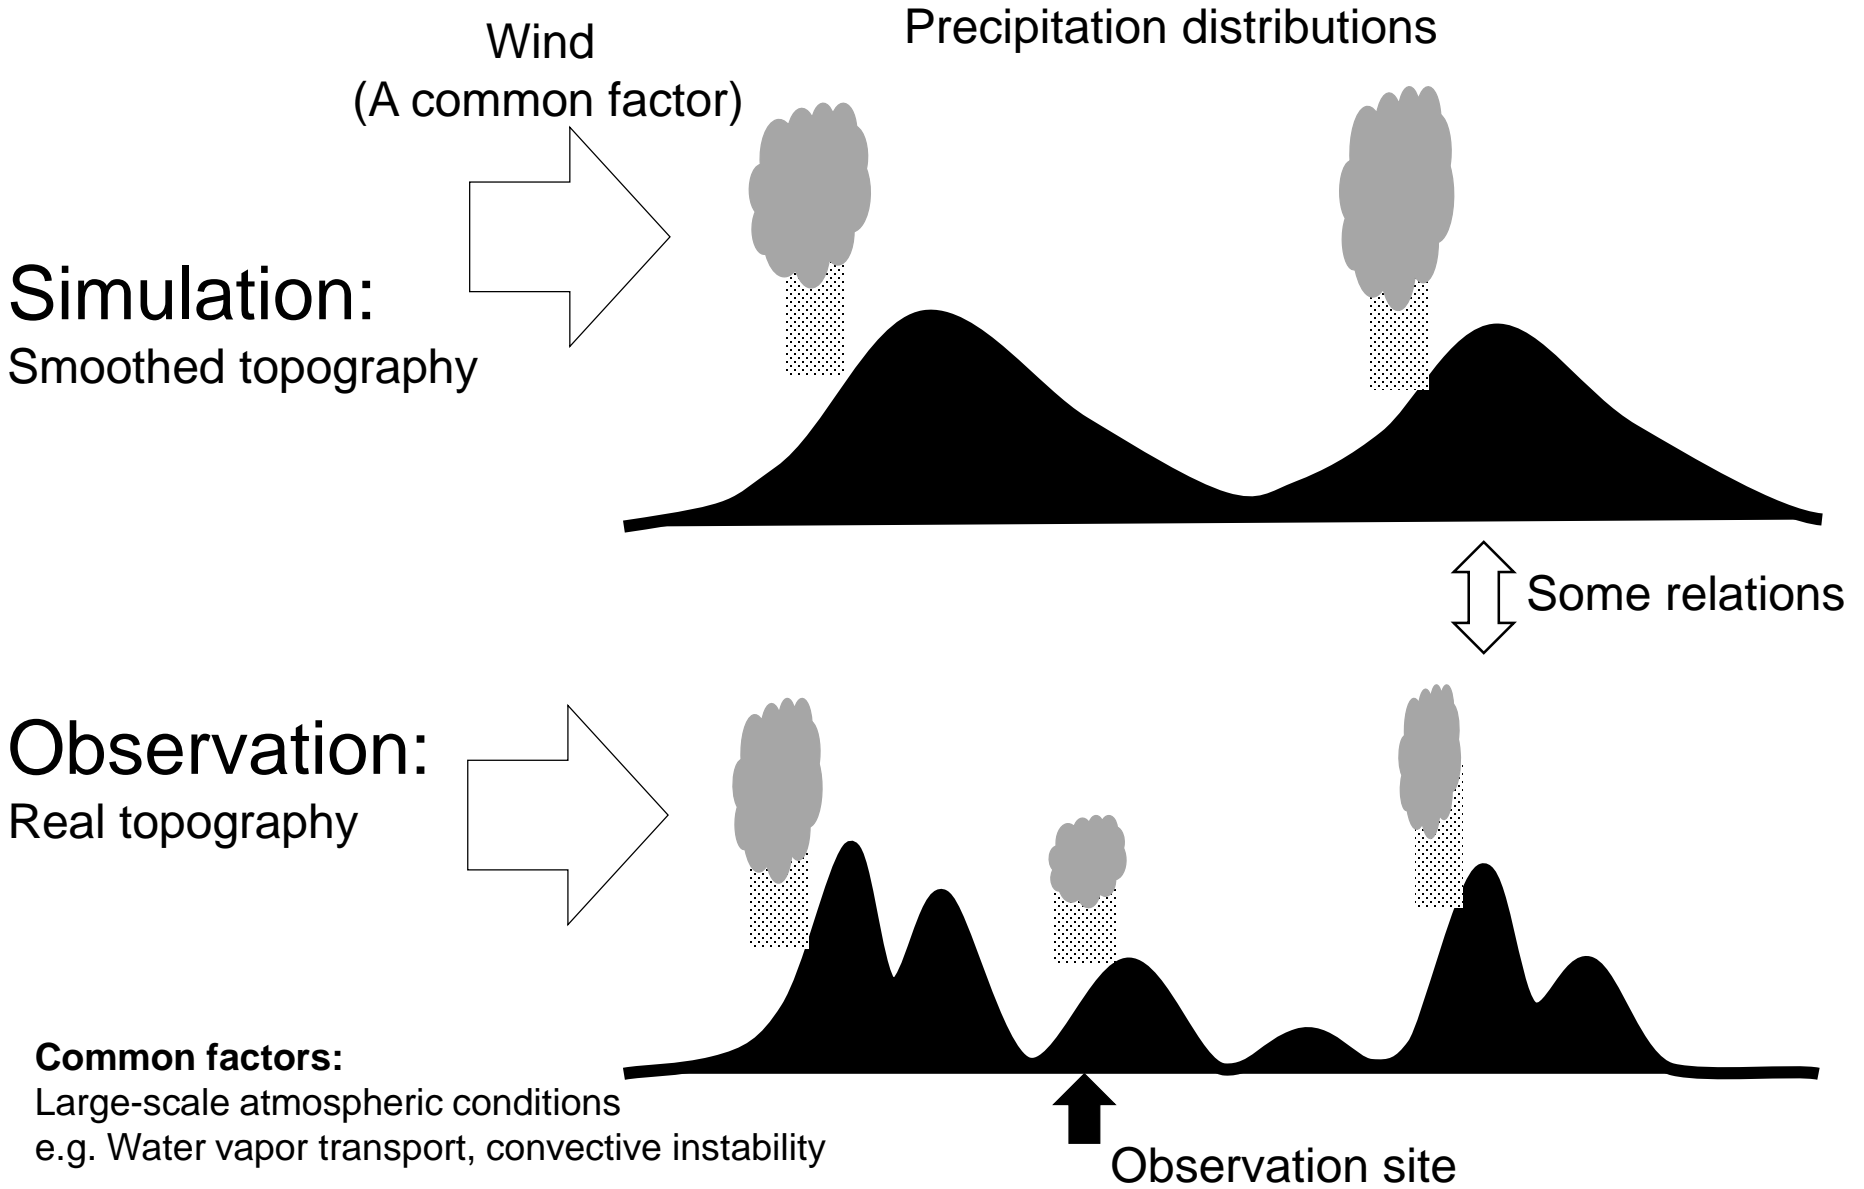 Precipitation distributions
Wind
(A common factor)
Simulation:
Smoothed topography
Some relations
Observation:
Real topography
Common factors:
Large-scale atmospheric conditions
e.g. Water vapor transport, convective instability
Observation site